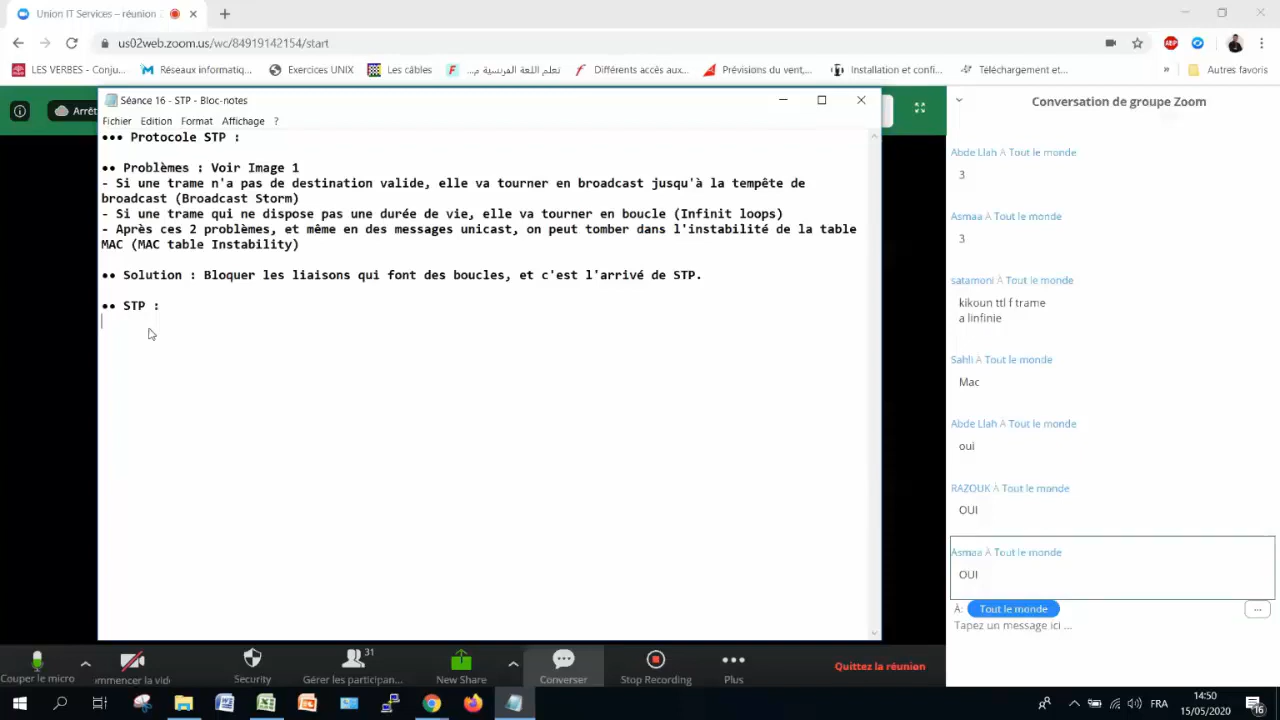 Union IT Services – réunion
us02web.zoom.us/wc/84919142154/start
ABP
LES VERBES - Conju...
Réseaux informatiq...
Exercices UNIX
Les câbles
تعلم اللغة الفرنسية م...
Différents accès aux...
Prévisions du vent,...
Installation et confi...
Téléchargement et...
»
Autres favoris
Arrêt
Séance 16 - STP - Bloc-notes
Fichier Edition Format Affichage ?
••• Protocole STP :
•• Problèmes : Voir Image 1
- Si une trame n'a pas de destination valide, elle va tourner en broadcast jusqu'à la tempête de
broadcast (Broadcast Storm)
- Si une trame qui ne dispose pas une durée de vie, elle va tourner en boucle (Infinit loops)
- Après ces 2 problèmes, et même en des messages unicast, on peut tomber dans l'instabilité de la table
MAC (MAC table Instability)
•• Solution : Bloquer les liaisons qui font des boucles, et c'est l'arrivé de STP.
•• STP :
Conversation de groupe Zoom
Abde Llah À Tout le monde
3
Asmaa À Tout le monde
3
satamoni À Tout le monde
kikoun ttl f trame
a linfinie
Sahli À Tout le monde
Mac
Abde Llah À Tout le monde
oui
RAZOUK À Tout le monde
OUI
Asmaa À Tout le monde
OUI
À: Tout le monde ...
Tapez un message ici ...
Couper le micro
mmencer la vid
Security
31
Gérer les participan...
New Share
Converser
Stop Recording
Plus
Quittez la réunion
FRA
14:50
15/05/2020
16